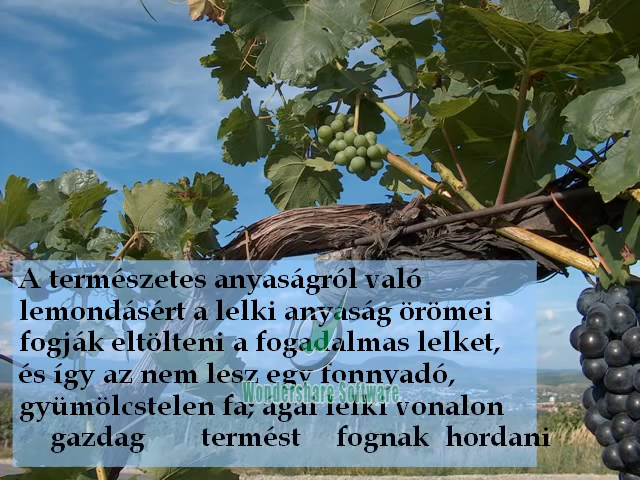 A természetes anyaságról való
lemondásért a lelki anyaság örömei
fogják eltölteni a fogadalmas lelket,
és így az nem lesz egy fonnyadó,
gyümölcstelen fa; ágai lelki vonalon
gazdag termést fognak hordani
Wondershare Software